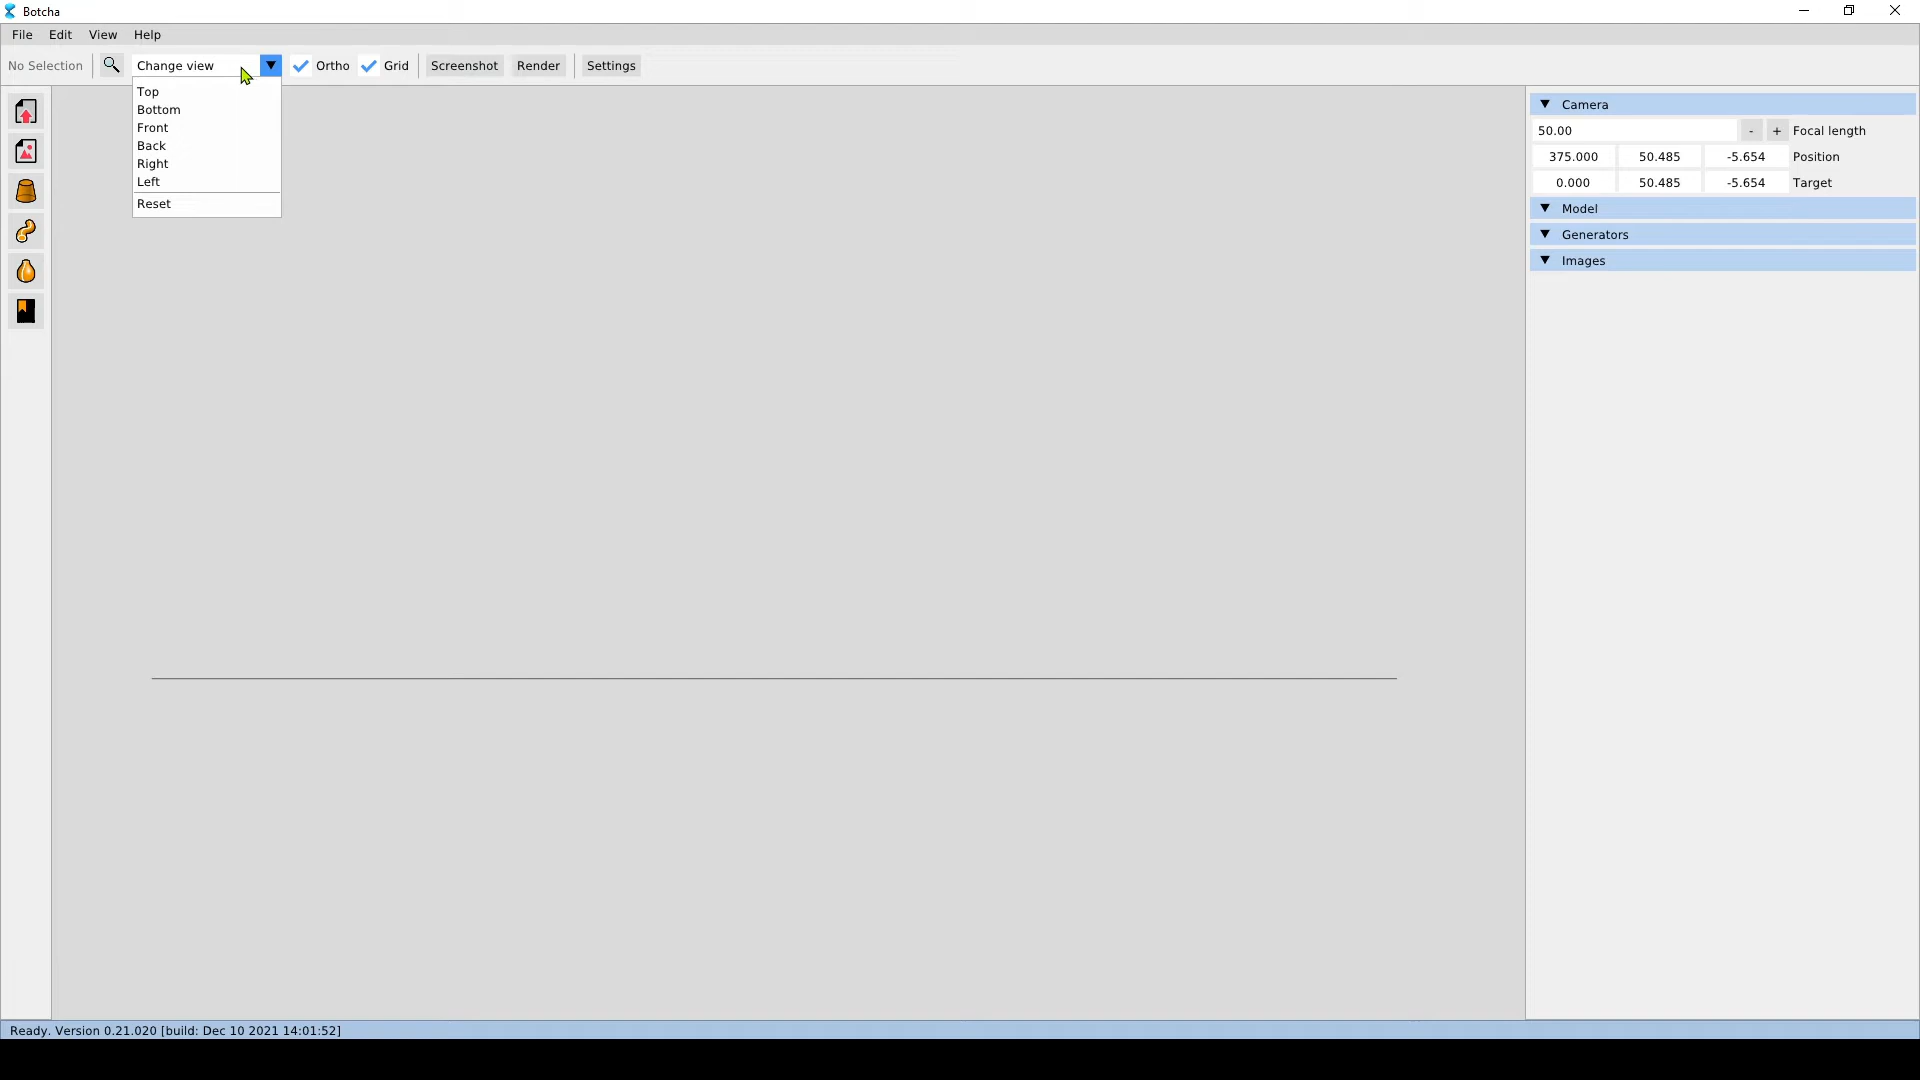 Botcha
File Edit View Help
No Selection Change view Ortho Grid Screenshot Render Settings
Top
Bottom
Front
Back
Right
Left
Reset
Camera
50.00 - + Focal length
375.000 50.485 -5.654 Position
0.000 50.485 -5.654 Target
Model
Generators
Images
Ready. Version 0.21.020 [build: Dec 10 2021 14:01:52]